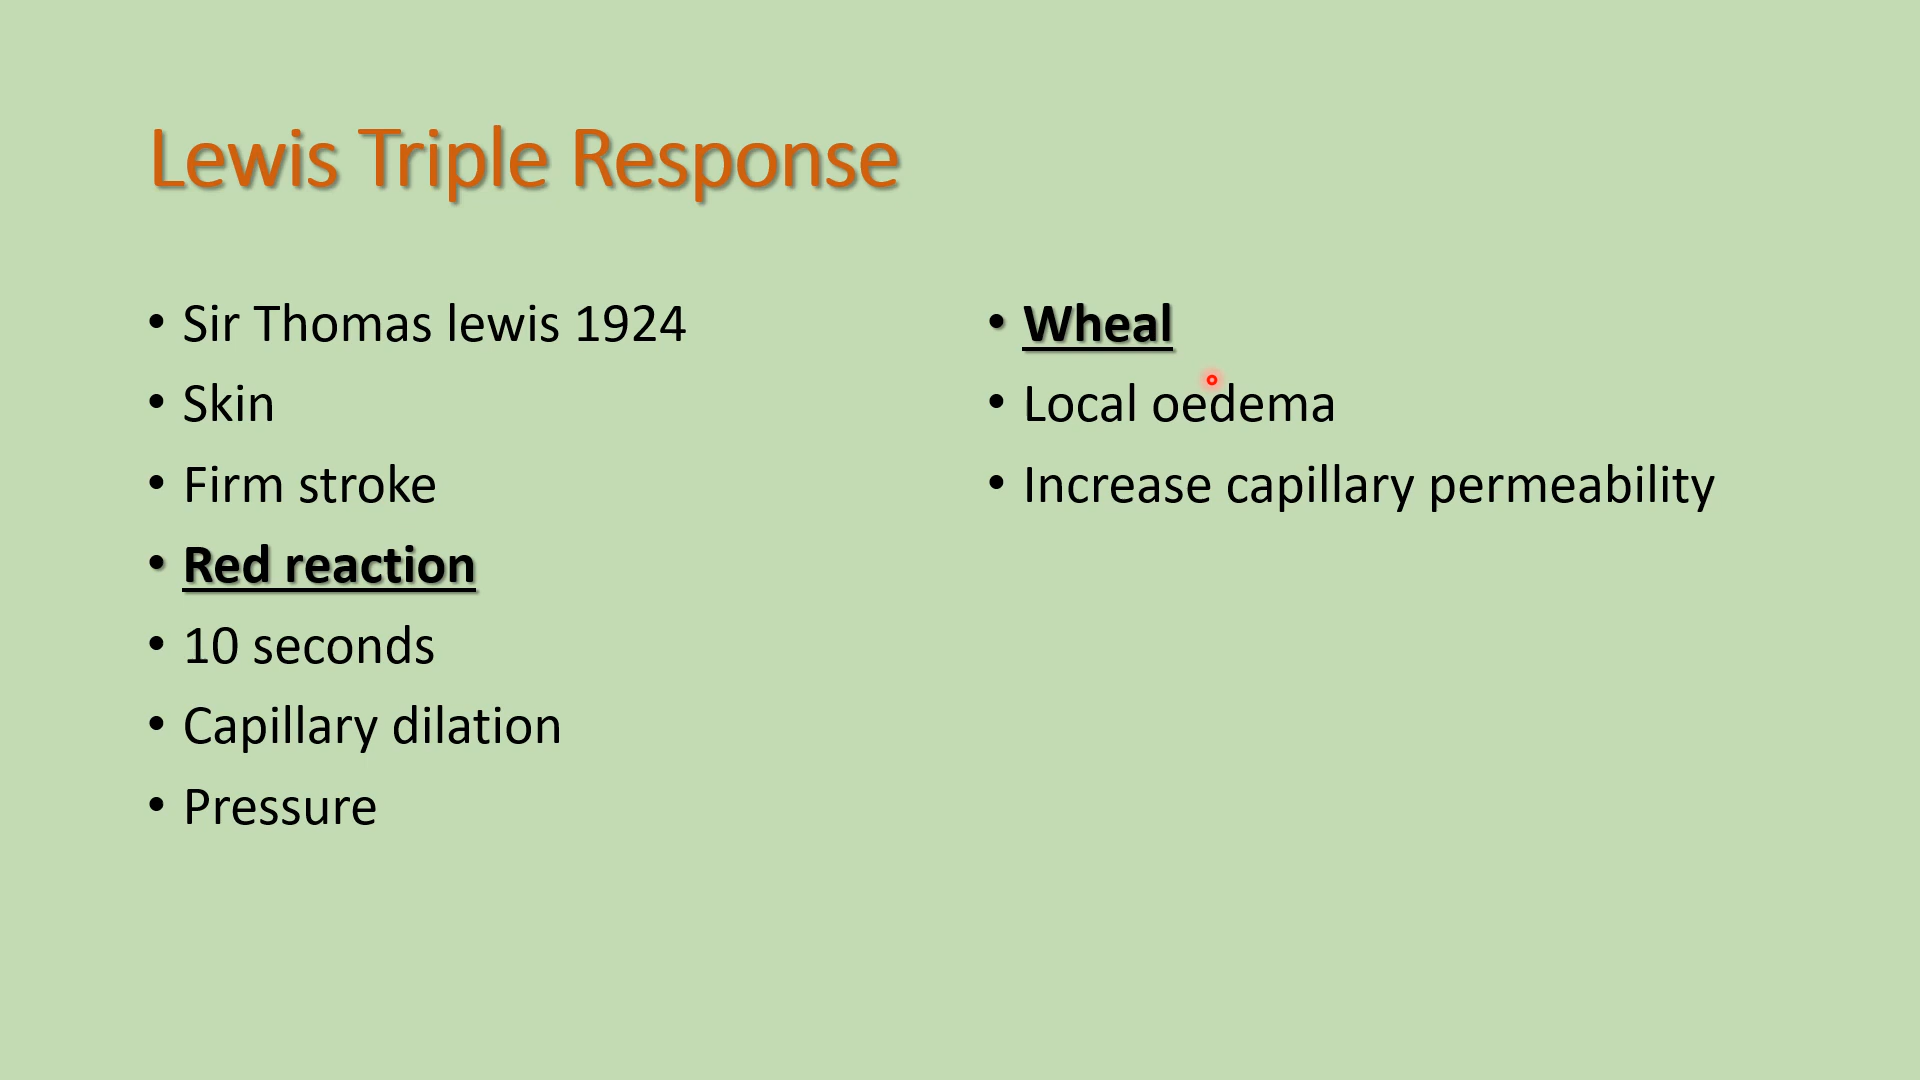 Lewis Triple Response
• Sir Thomas lewis 1924
• Skin
• Firm stroke
• Red reaction
• 10 seconds
• Capillary dilation
• Pressure
• Wheal
• Local oedema
• Increase capillary permeability